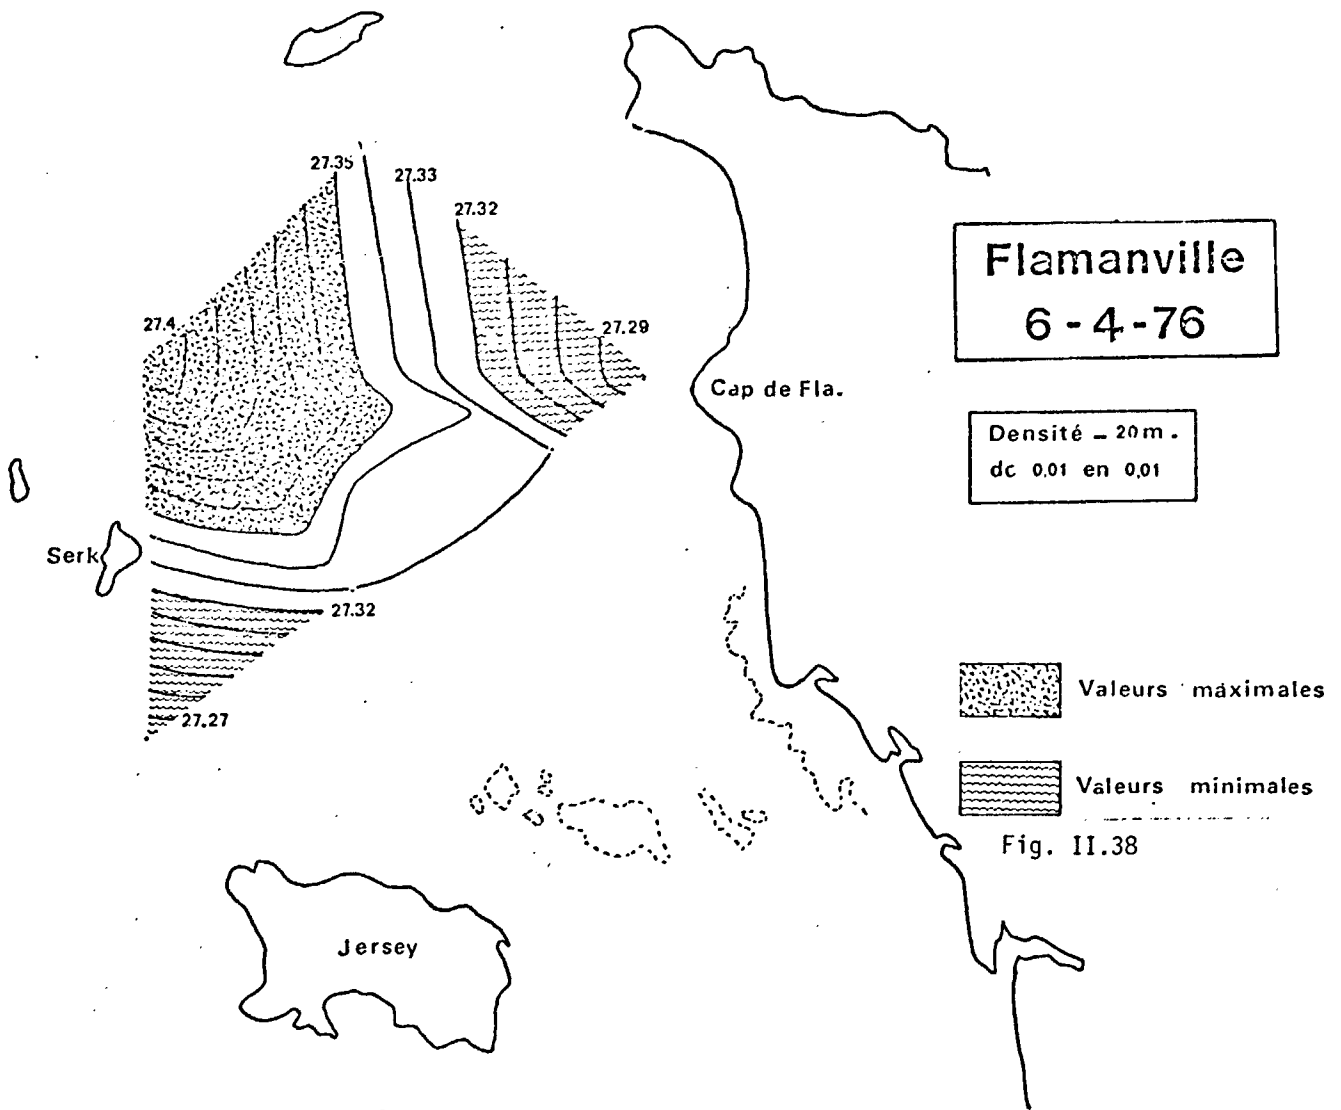 27.35
27.33
27.32
27.4
27.29
Flamanville
6-4-76
Cap de Fla.
Densité - 20m.
dc 0,01 en 0,01
Serk
27.32
27.27
Valeurs maximales
Valeurs minimales
Fig. II.38
Jersey